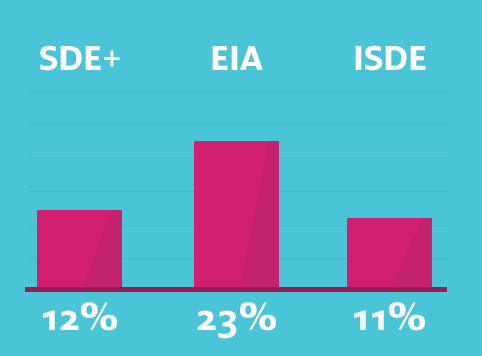 SDE+ EIA ISDE
12% 23% 11%